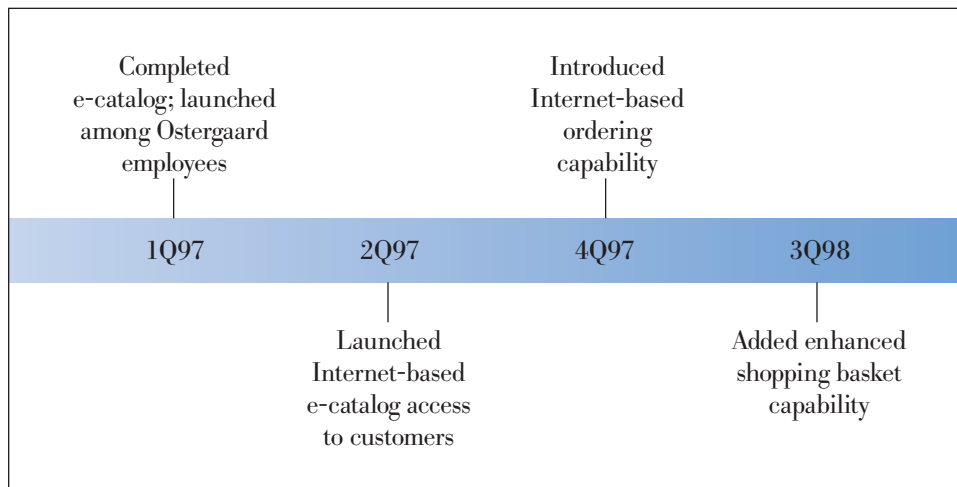 Completed
e-catalog; launched
among Ostergaard
employees
Introduced
Internet-based
ordering
capability
1Q97
2Q97
4Q97
3Q98
Launched
Internet-based
e-catalog access
to customers
Added enhanced
shopping basket
capability